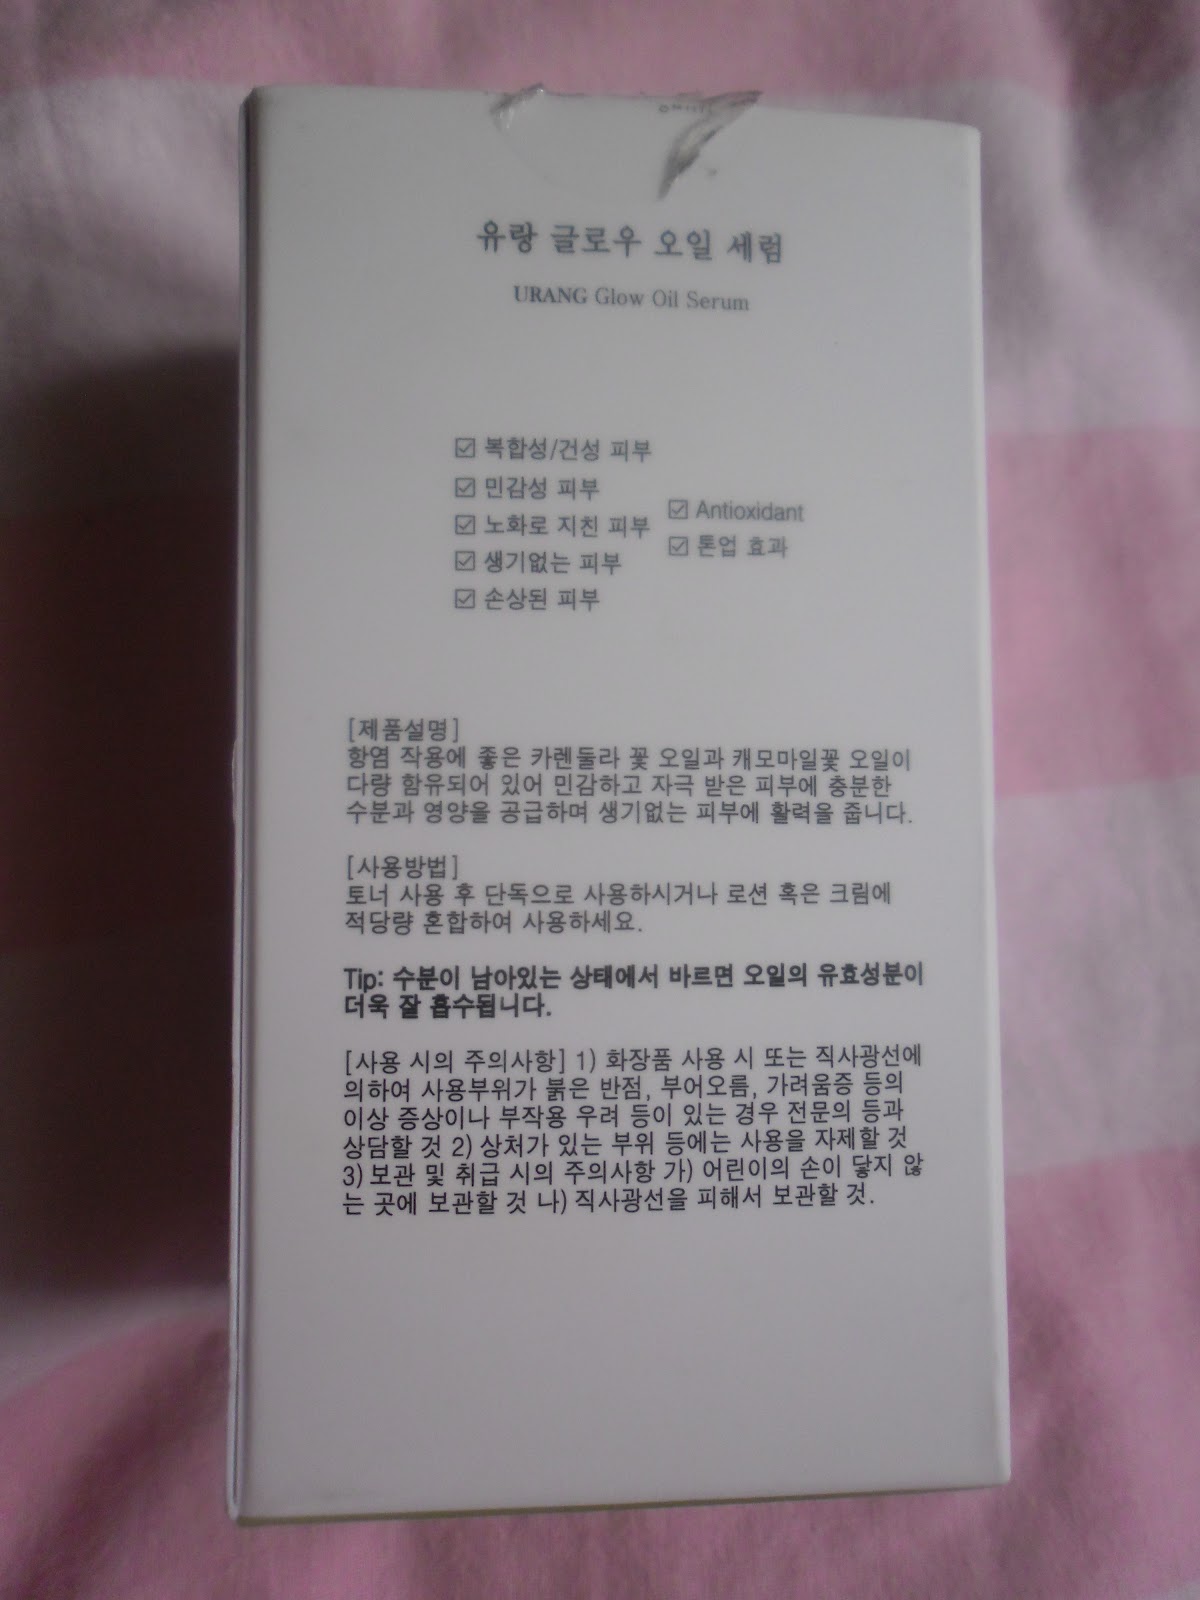 유랑 글로우 오일 세럼
URANG Glow Oil Serum
☑ 복합성/건성 피부
☑ 민감성 피부
☑ 노화로 지친 피부
☑ 생기없는 피부
☑ 손상된 피부
☑ Antioxidant
☑ 톤업 효과
[제품설명]
항염 작용에 좋은 카렌둘라 꽃 오일과 캐모마일꽃 오일이
다량 함유되어 있어 민감하고 자극 받은 피부에 충분한
수분과 영양을 공급하며 생기없는 피부에 활력을 줍니다.
[사용방법]
토너 사용 후 단독으로 사용하시거나 로션 혹은 크림에
적당량 혼합하여 사용하세요.
Tip: 수분이 남아있는 상태에서 바르면 오일의 유효성분이
더욱 잘 흡수됩니다.
[사용 시의 주의사항] 1) 화장품 사용 시 또는 직사광선에
의하여 사용부위가 붉은 반점, 부어오름, 가려움증 등의
이상 증상이나 부작용 우려 등이 있는 경우 전문의 등과
상담할 것 2) 상처가 있는 부위 등에는 사용을 자제할 것
3) 보관 및 취급 시의 주의사항 가) 어린이의 손이 닿지 않
는 곳에 보관할 것 나) 직사광선을 피해서 보관할 것.